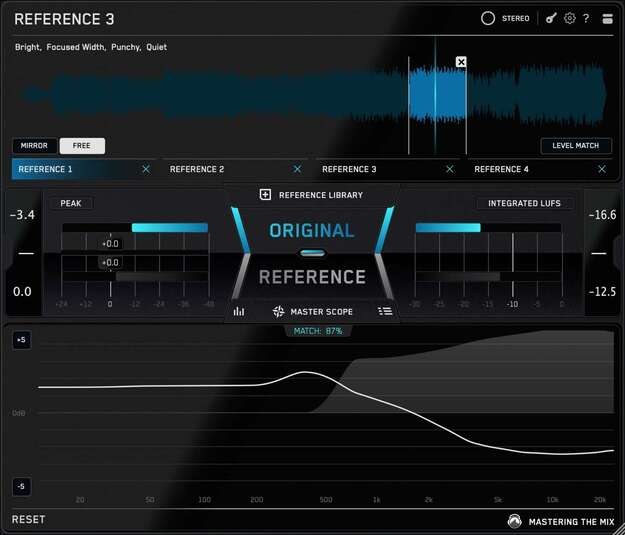 REFERENCE 3
STEREO
?
Bright, Focused Width, Punchy, Quiet
X
MIRROR
FREE
LEVEL MATCH
REFERENCE 1 X
REFERENCE 2 X
REFERENCE 3 X
REFERENCE 4 X
REFERENCE LIBRARY
PEAK
INTEGRATED LUFS
-3.4
-16.6
ORIGINAL
+0.0
+0.0
REFERENCE
0.0
-12.5
-24 -12 0 -12 -24 -36 -48
-30 -25 -20 -15 -10 -5 0
MASTER SCOPE
MATCH: 87%
+5
0dB
-5
20 50 100 200 500 1k 2k 5k 10k 20k
RESET
MASTERING THE MIX